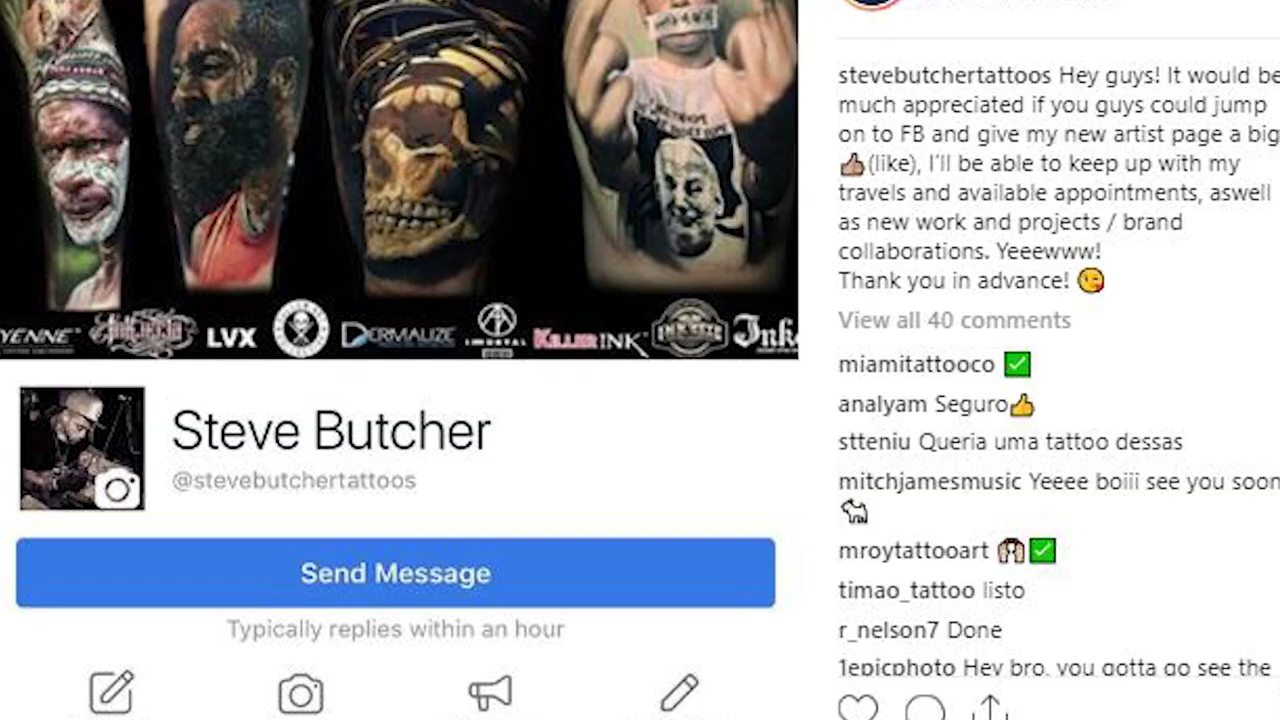 YENNE
LVX
DERMALIZE
IMMORTAL
KILLER INK
INK-EEZE
Ink
Steve Butcher
@stevebutchertattoos
Send Message
Typically replies within an hour
stevebutchertattoos Hey guys! It would be
much appreciated if you guys could jump
on to FB and give my new artist page a big
👍🏽(like), I'll be able to keep up with my
travels and available appointments, aswell
as new work and projects / brand
collaborations. Yeeewww!
Thank you in advance! 😘
View all 40 comments
miamitattooco ✅
analyam Seguro👍
stteniu Queria uma tattoo dessas
mitchjamesmusic Yeeee boiii see you soon
🐐
mroytattooart 🙌🏻✅
timao_tattoo listo
r_nelson7 Done
1epicphoto Hey bro, you gotta go see the